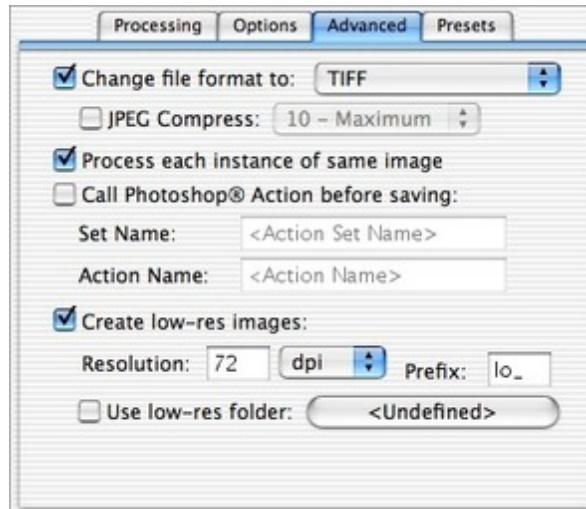 Processing Options Advanced Presets
Change file format to: TIFF
JPEG Compress: 10 – Maximum
Process each instance of same image
Call Photoshop® Action before saving:
Set Name: <Action Set Name>
Action Name: <Action Name>
Create low-res images:
Resolution: 72 dpi Prefix: lo_
Use low-res folder: <Undefined>